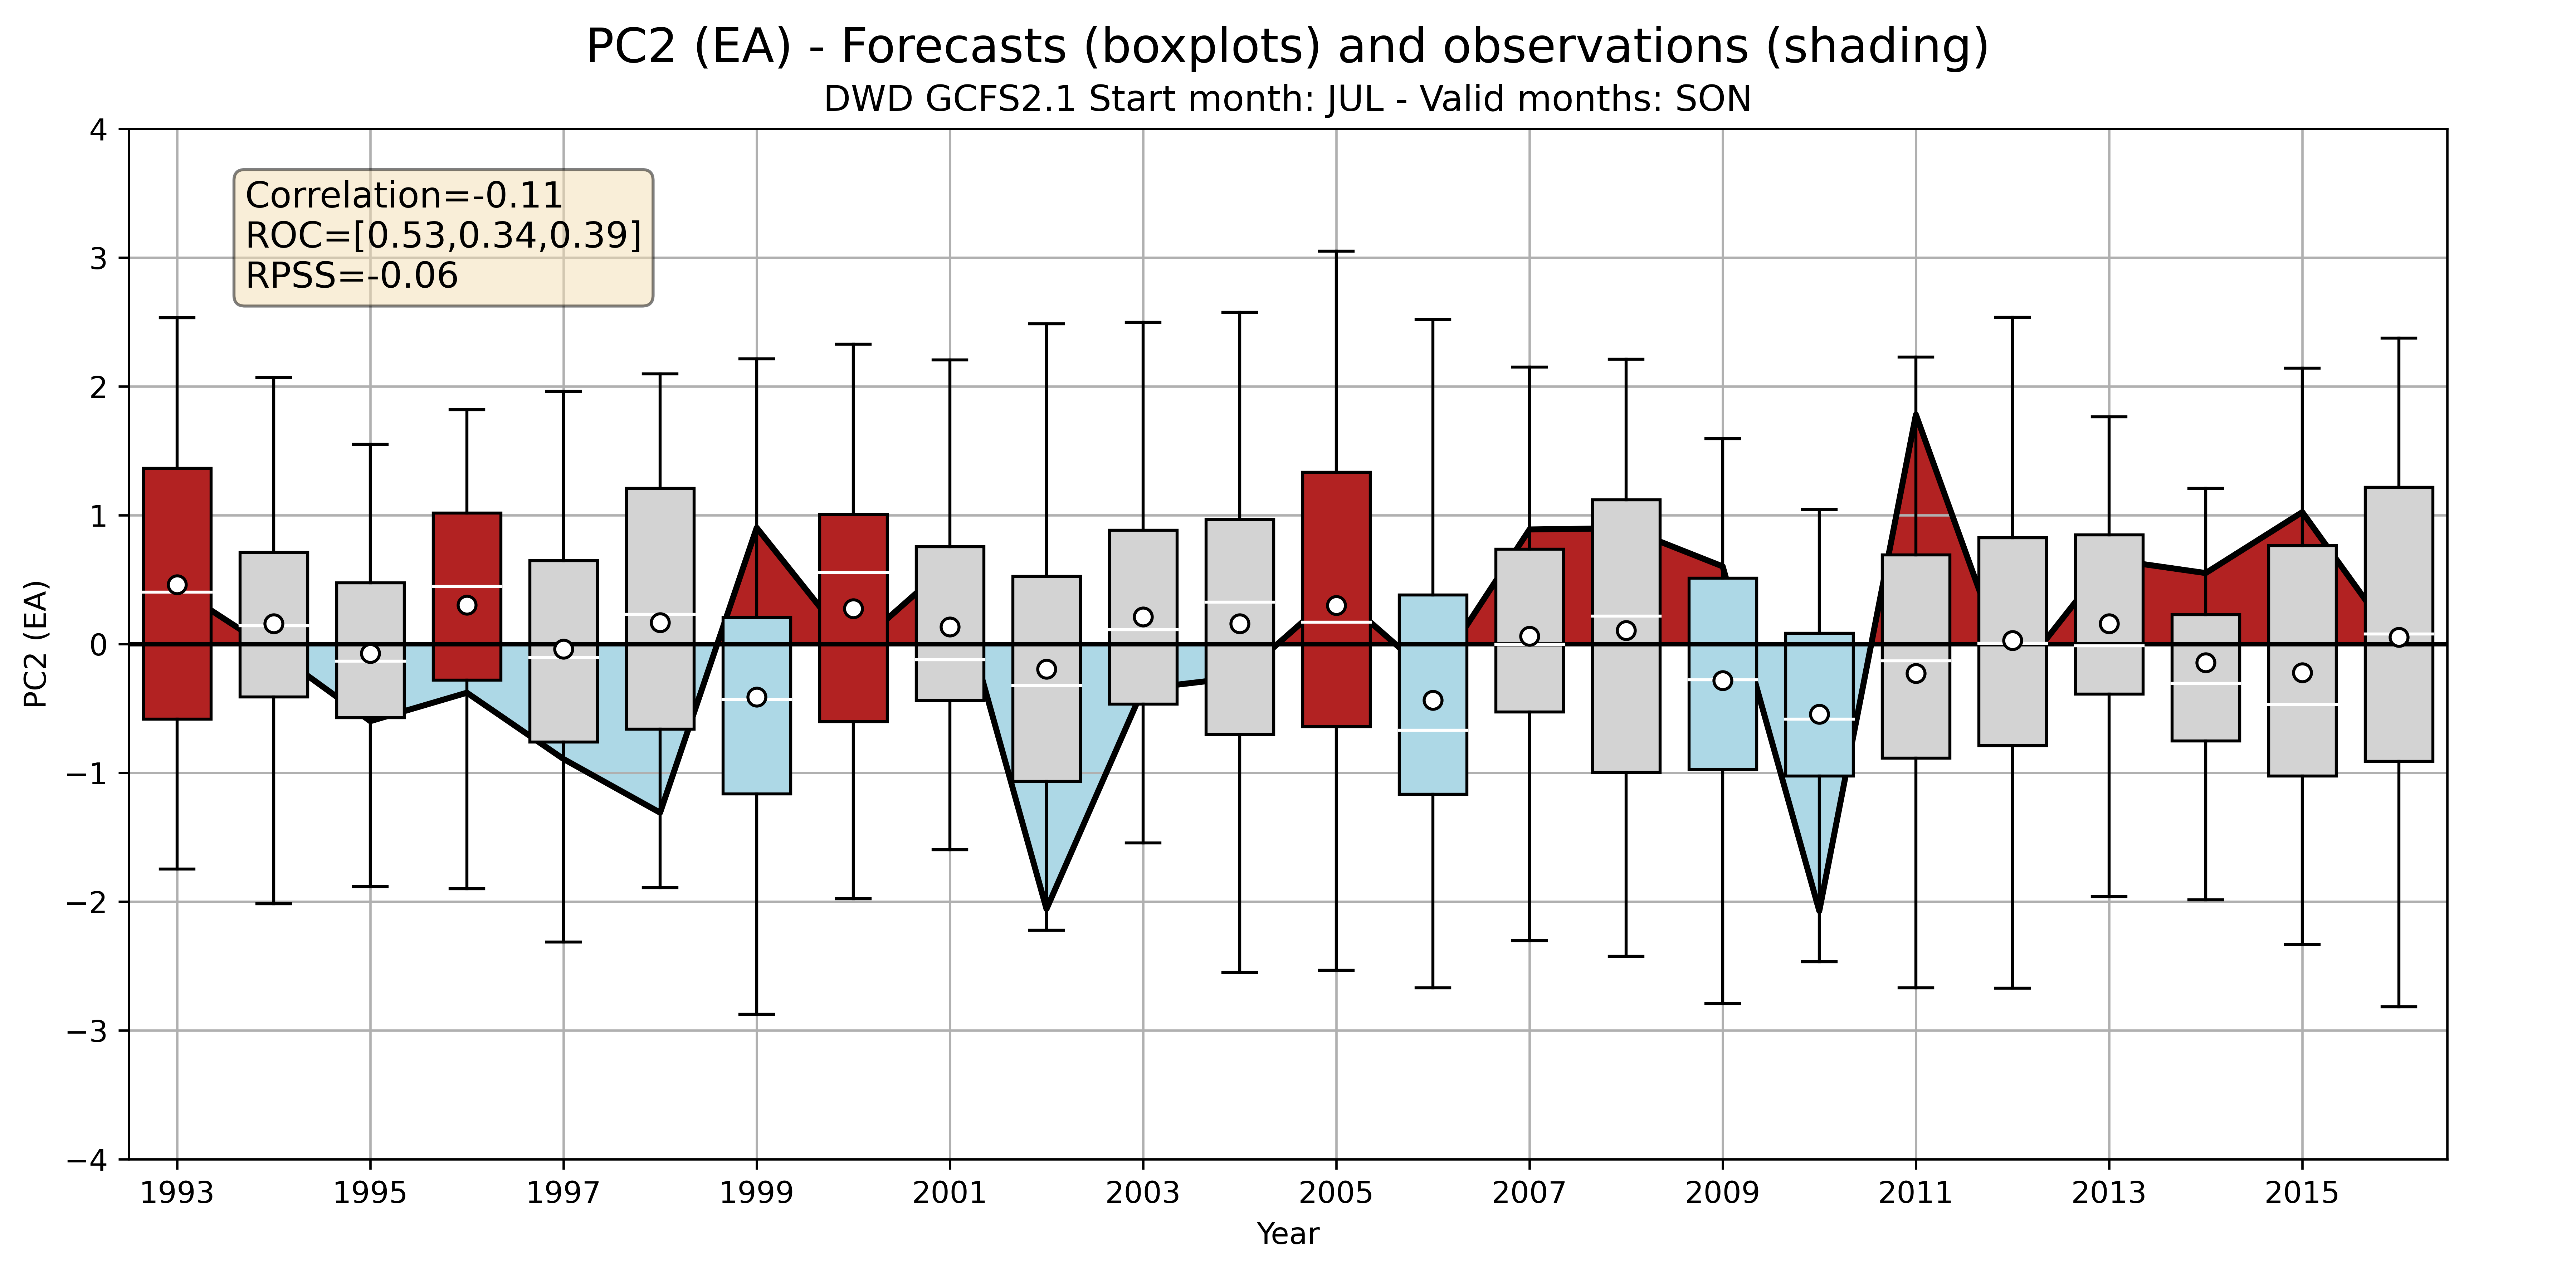 PC2 (EA) - Forecasts (boxplots) and observations (shading)
DWD GCFS2.1 Start month: JUL - Valid months: SON
Correlation=-0.11
ROC=[0.53,0.34,0.39]
RPSS=-0.06
PC2 (EA)
4
3
2
1
0
−1
−2
−3
−4
1993 1995 1997 1999 2001 2003 2005 2007 2009 2011 2013 2015
Year